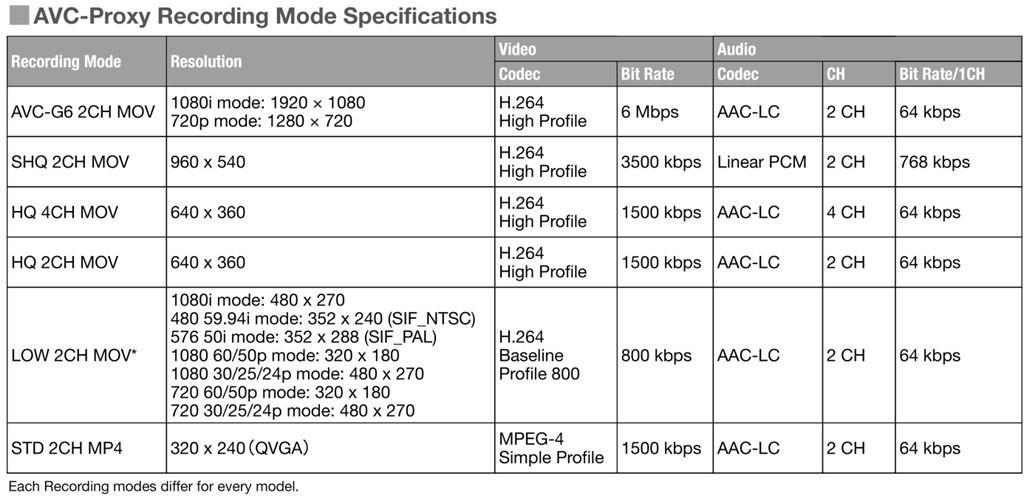 AVC-Proxy Recording Mode Specifications
Recording Mode Resolution Video Audio
Codec Bit Rate Codec CH Bit Rate/1CH
AVC-G6 2CH MOV 1080i mode: 1920 × 1080 H.264 6 Mbps AAC-LC 2 CH 64 kbps
720p mode: 1280 × 720 High Profile
SHQ 2CH MOV 960 x 540 H.264 3500 kbps Linear PCM 2 CH 768 kbps
High Profile
HQ 4CH MOV 640 x 360 H.264 1500 kbps AAC-LC 4 CH 64 kbps
High Profile
HQ 2CH MOV 640 x 360 H.264 1500 kbps AAC-LC 2 CH 64 kbps
High Profile
LOW 2CH MOV* 1080i mode: 480 x 270 H.264 800 kbps AAC-LC 2 CH 64 kbps
480 59.94i mode: 352 x 240 (SIF_NTSC) Baseline
576 50i mode: 352 x 288 (SIF_PAL) Profile 800
1080 60/50p mode: 320 x 180
1080 30/25/24p mode: 480 x 270
720 60/50p mode: 320 x 180
720 30/25/24p mode: 480 x 270
STD 2CH MP4 320 x 240（QVGA） MPEG-4 1500 kbps AAC-LC 2 CH 64 kbps
Simple Profile
Each Recording modes differ for every model.